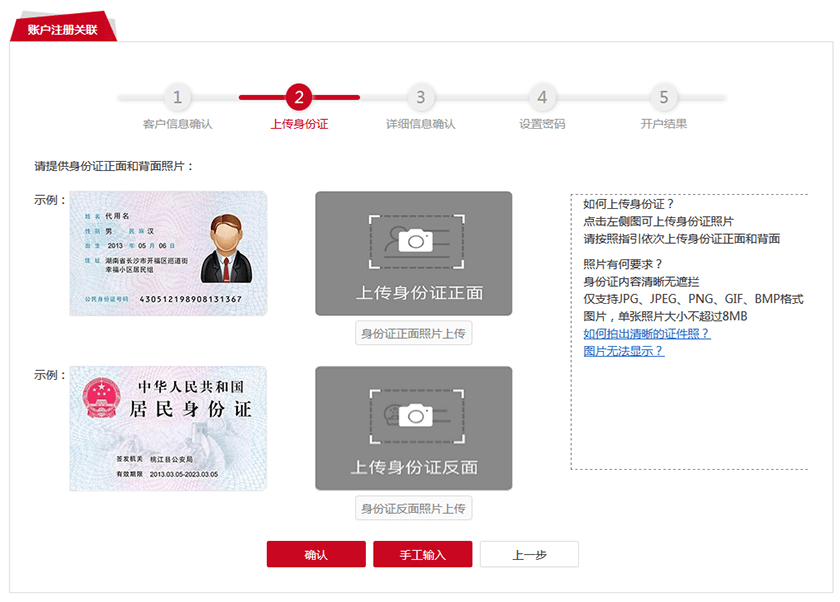 账户注册关联
1
2
3
4
5
客户信息确认
上传身份证
详细信息确认
设置密码
开户结果
请提供身份证正面和背面照片：
示例：
姓名 代用名
性别 男 民族 汉
出生 2013 年 05 月 06 日
住址 湖南省长沙市开福区巡道街
幸福小区居民组
公民身份证号码 430512198908131367
上传身份证正面
身份证正面照片上传
示例：
中华人民共和国
居民身份证
签发机关 桃江县公安局
有效期限 2013.03.05-2023.03.05
上传身份证反面
身份证反面照片上传
如何上传身份证？
点击左侧图可上传身份证照片
请按照指引依次上传身份证正面和背面
照片有何要求？
身份证内容清晰无遮拦
仅支持JPG、JPEG、PNG、GIF、BMP格式
图片，单张照片大小不超过8MB
如何拍出清晰的证件照？
图片无法显示？
确认
手工输入
上一步